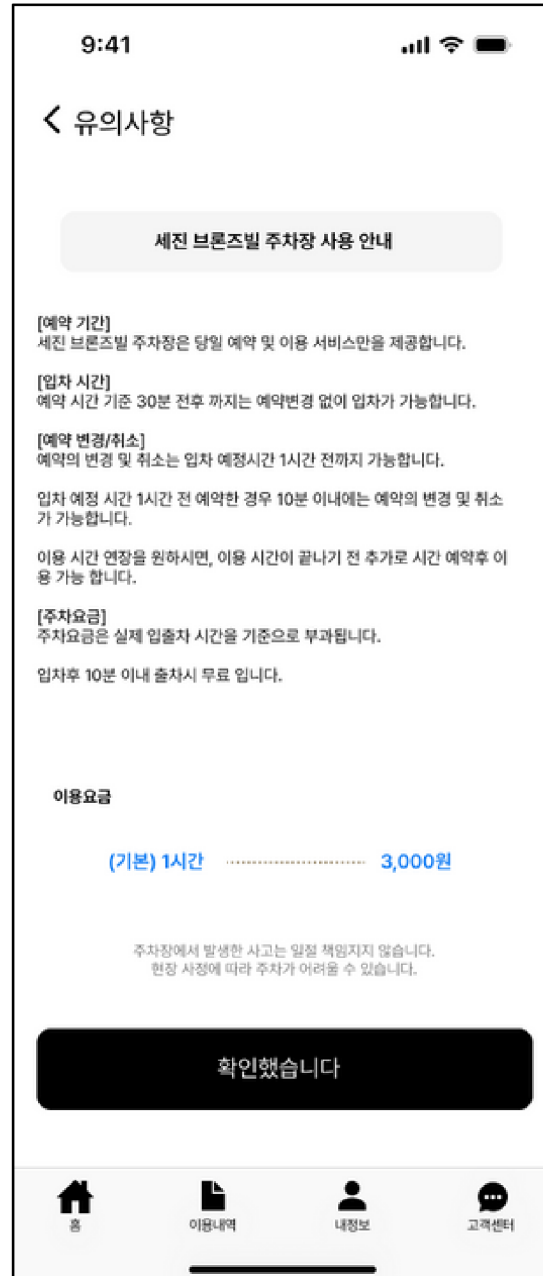 9:41
유의사항
세진 브론즈빌 주차장 사용 안내
[예약 기간]
세진 브론즈빌 주차장은 당일 예약 및 이용 서비스만을 제공합니다.
[입차 시간]
예약 시간 기준 30분 전후 까지는 예약변경 없이 입차가 가능합니다.
[예약 변경/취소]
예약의 변경 및 취소는 입차 예정시간 1시간 전까지 가능합니다.
입차 예정 시간 1시간 전 예약한 경우 10분 이내에는 예약의 변경 및 취소
가 가능합니다.
이용 시간 연장을 원하시면, 이용 시간이 끝나기 전 추가로 시간 예약후 이
용 가능 합니다.
[주차요금]
주차요금은 실제 입출차 시간을 기준으로 부과됩니다.
입차후 10분 이내 출차시 무료 입니다.
이용요금
(기본) 1시간 ........................ 3,000원
주차장에서 발생한 사고는 일절 책임지지 않습니다.
현장 사정에 따라 주차가 어려울 수 있습니다.
확인했습니다
홈 이용내역 내정보 고객센터